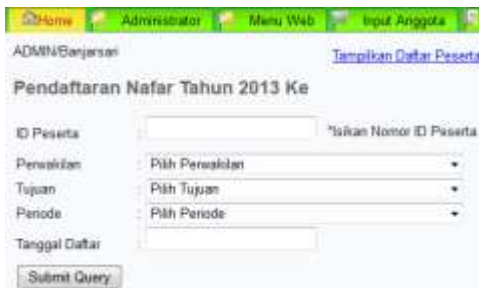 Home Administrator Menu Web Input Anggota
ADMIN/Banjarsari Tampilkan Daftar Peserta
Pendaftaran Nafar Tahun 2013 Ke
ID Peserta : *Isikan Nomor ID Peserta
Perwakilan : Pilih Perwakilan
Tujuan : Pilih Tujuan
Periode : Pilih Periode
Tanggal Daftar :
Submit Query